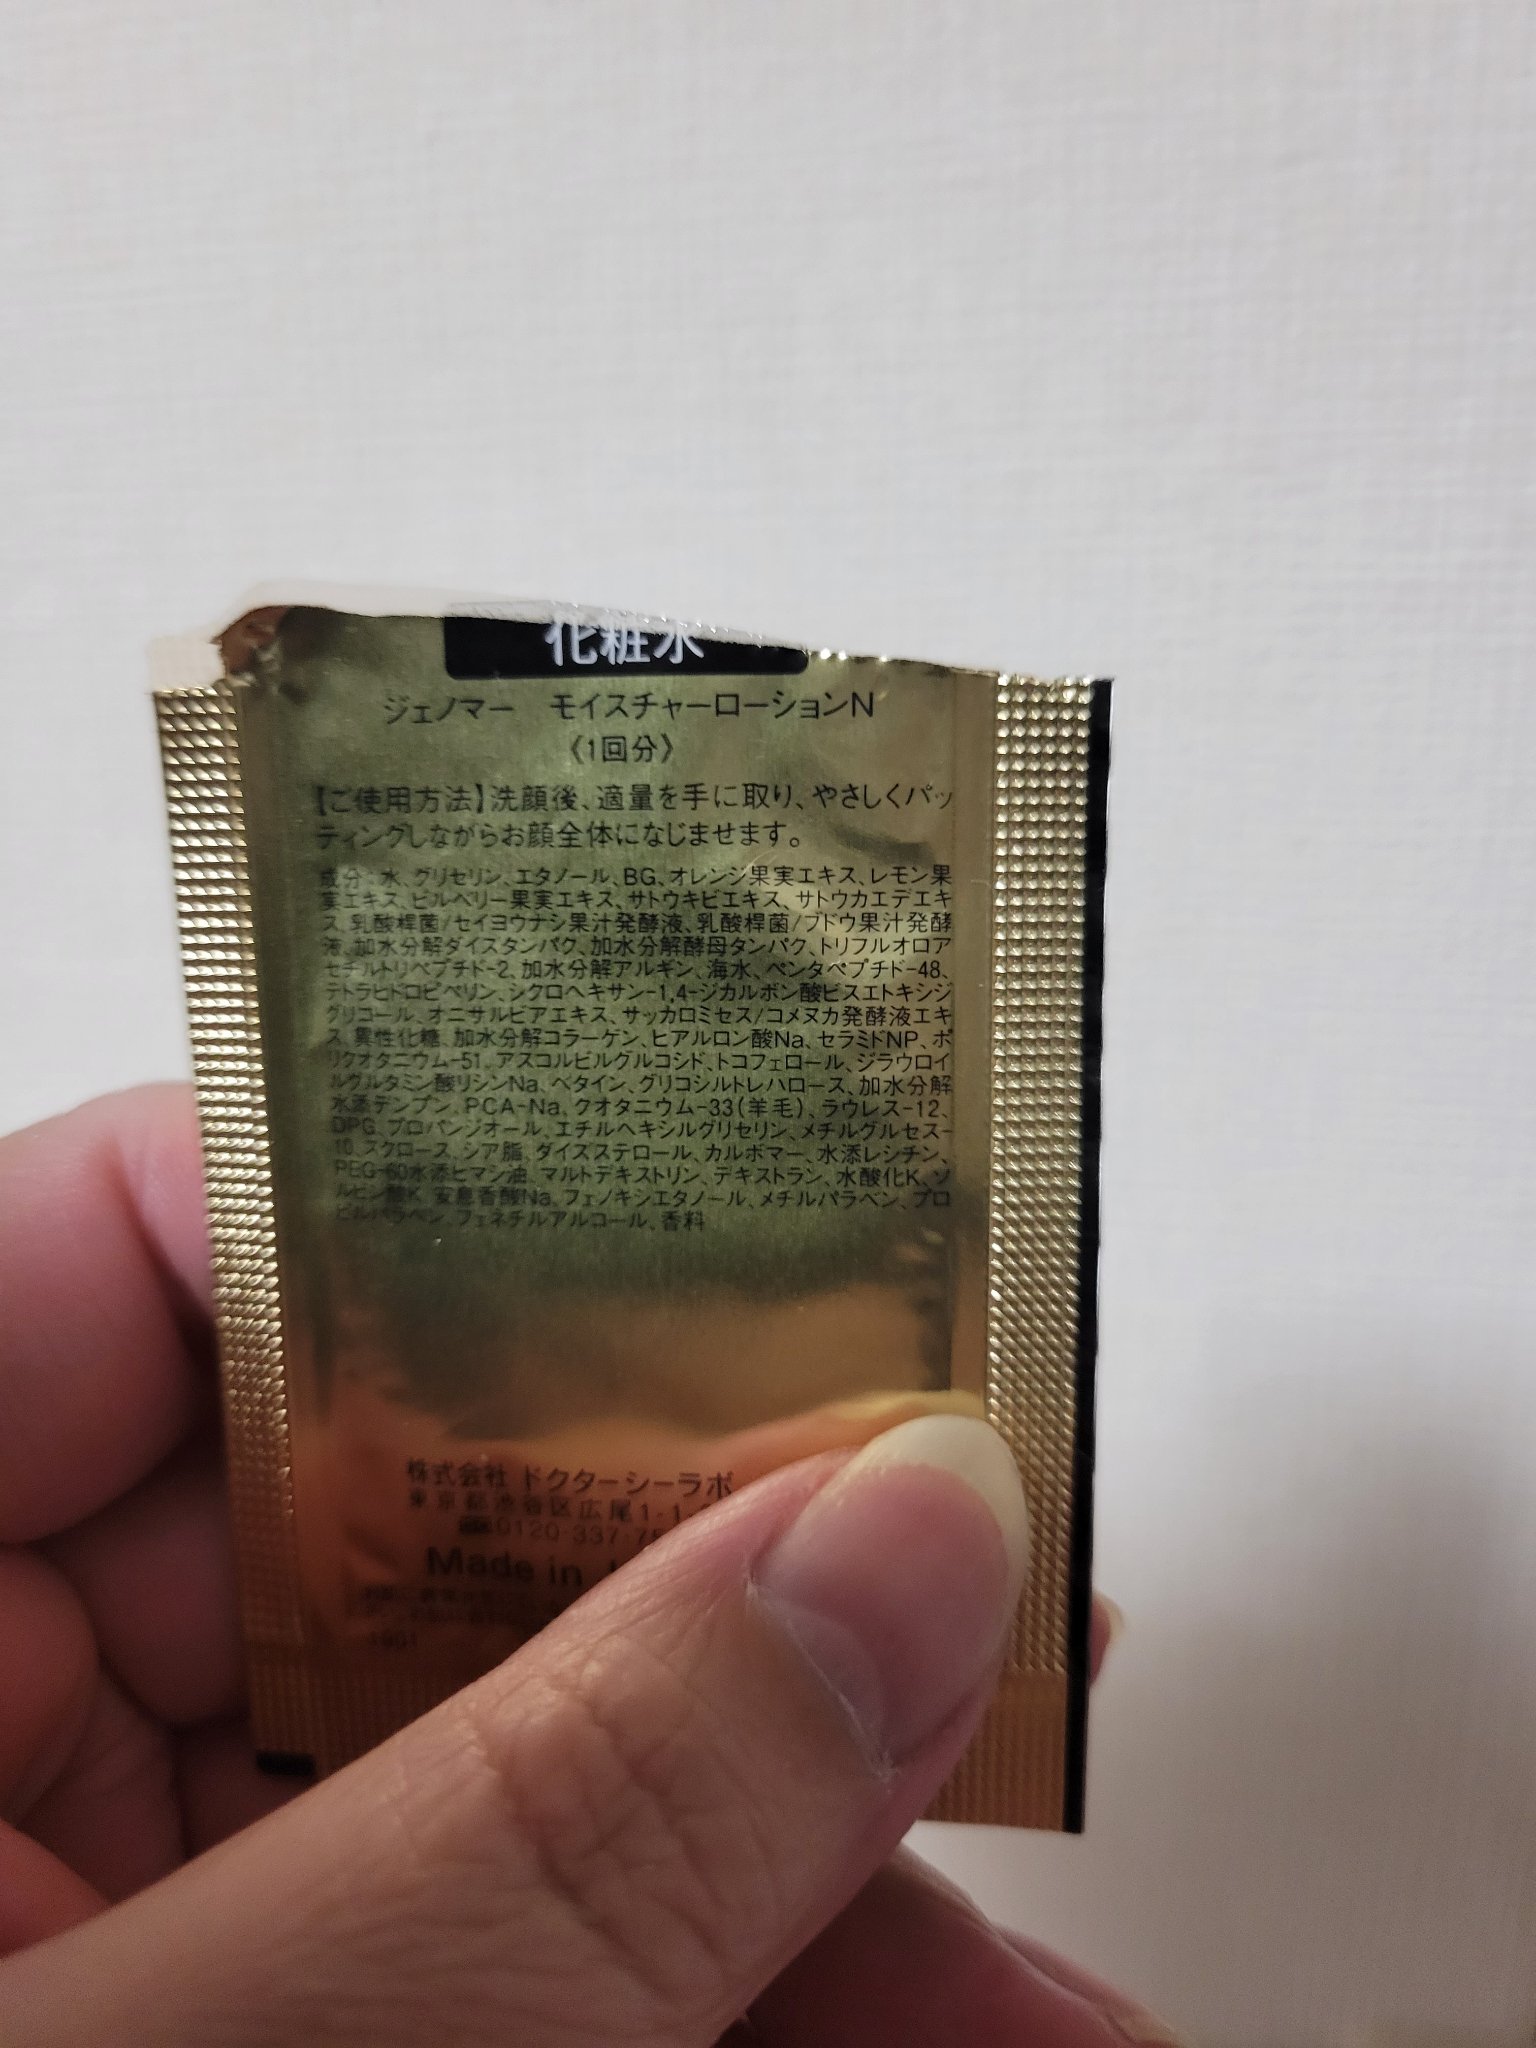 化粧水
ジェノマー モイスチャーローションN
《1回分》
【ご使用方法】洗顔後、適量を手に取り、やさしくパッ
ティングしながらお顔全体になじませます。
成分:水、グリセリン、エタノール、BG、オレンジ果実エキス、レモン果
実エキス、ビルベリー果実エキス、サトウキビエキス、サトウカエデエキ
ス、乳酸桿菌/セイヨウナシ果汁発酵液、乳酸桿菌/ブドウ果汁発酵
液、加水分解ダイズタンパク、加水分解酵母タンパク、トリフルオロア
セチルトリペプチド-2、加水分解アルギン、海水、ペンタペプチド-48、
テトラヒドロピペリン、シクロヘキサン-1,4-ジカルボン酸ビスエトキシジ
グリコール、オニサルビアエキス、サッカロミセス/コメヌカ発酵液エキ
ス、異性化糖、加水分解コラーゲン、ヒアルロン酸Na、セラミドNP、ポ
リクオタニウム-51、アスコルビルグルコシド、トコフェロール、ジラウロイ
ルグルタミン酸リシンNa、ベタイン、グリコシルトレハロース、加水分解
水添デンプン、PCA-Na、クオタニウム-33(羊毛)、ラウレス-12、
DPG、プロパンジオール、エチルヘキシルグリセリン、メチルグルセス-
10、スクロース、シア脂、ダイズステロール、カルボマー、水添レシチン、
PEG-60水添ヒマシ油、マルトデキストリン、デキストラン、水酸化K、ソ
ルビン酸K、安息香酸Na、フェノキシエタノール、メチルパラベン、プロ
ピルパラベン、フェネチルアルコール、香料
株式会社 ドクターシーラボ
東京都渋谷区広尾1-1-
0120-337-7
Made in